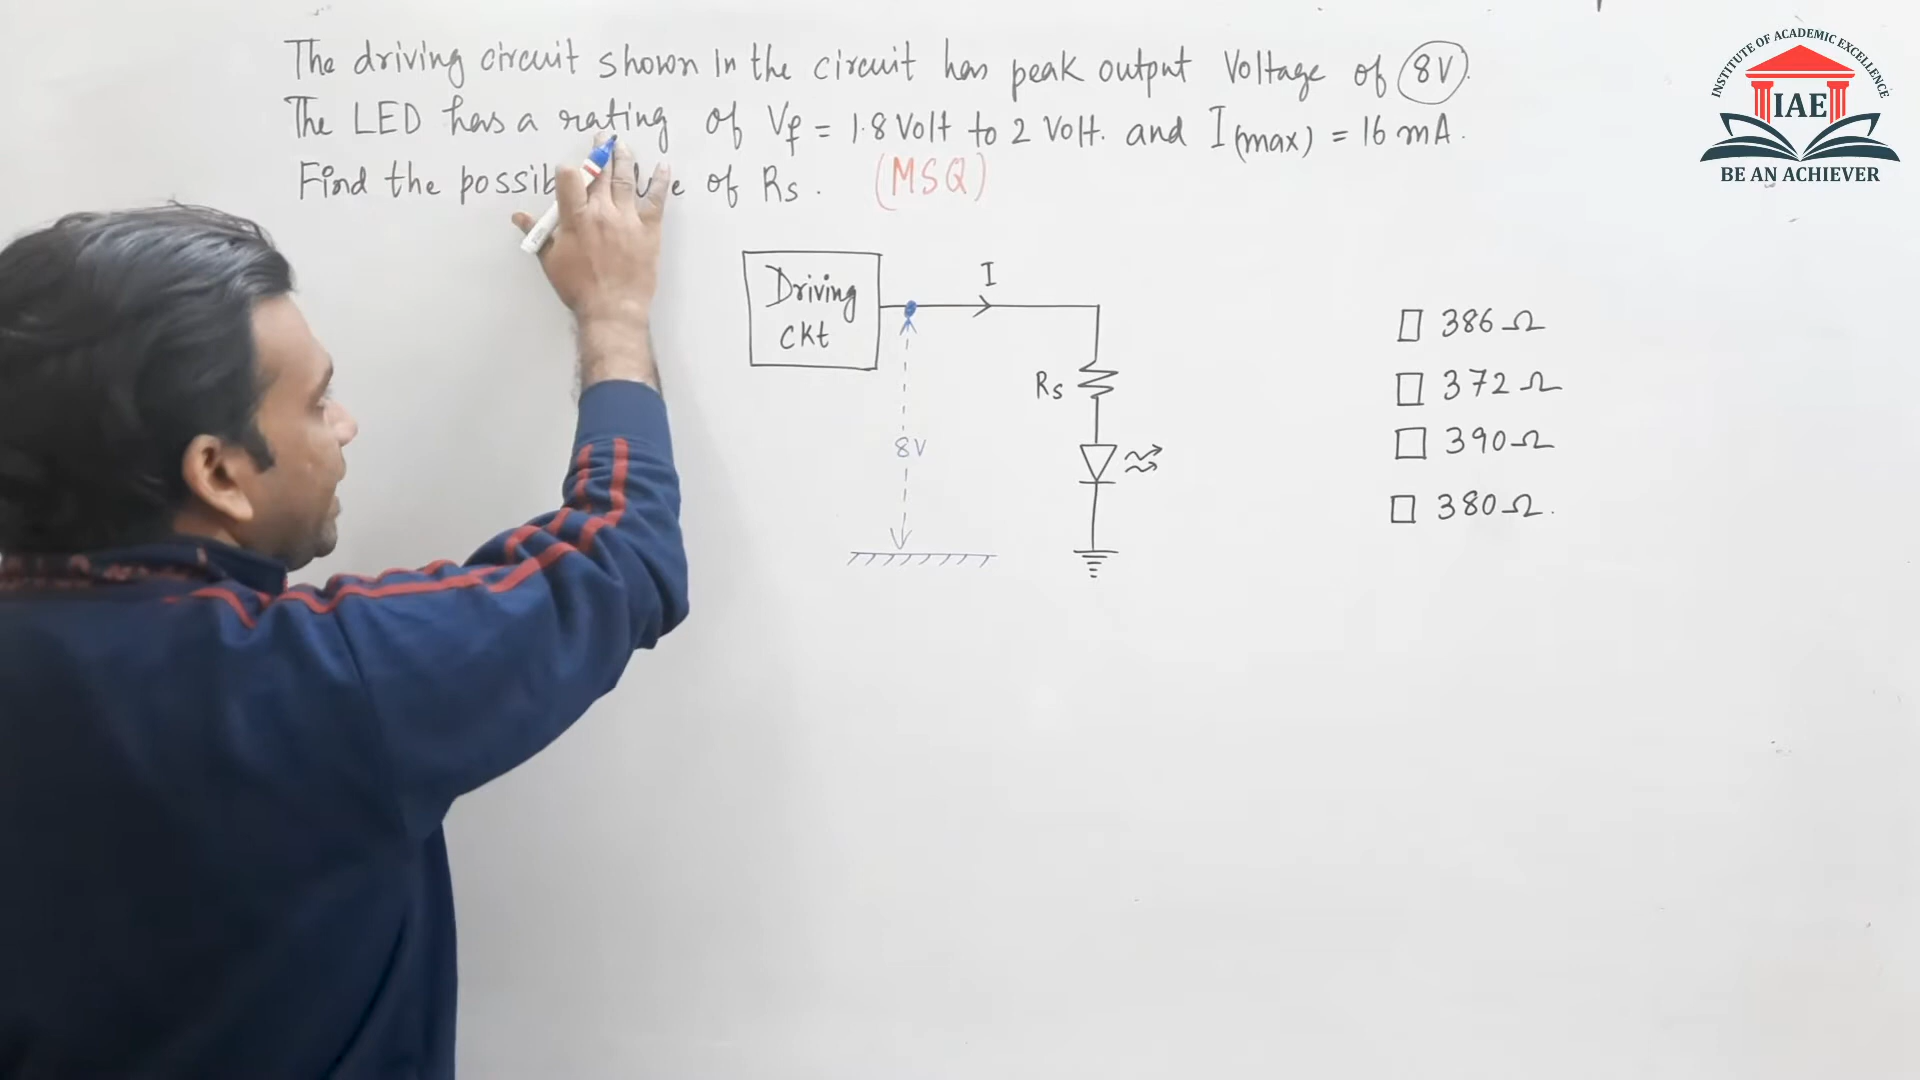 The driving circuit shown in the circuit has peak output Voltage of 8V.
The LED has a rating of Vf = 1.8 Volt to 2 Volt. and I(max) = 16 mA.
Find the of Rs. (MSQ)
Driving
ckt
I
Rs
8V
386 Ω
372 Ω
390 Ω
380 Ω.
INSTITUTE OF ACADEMIC EXCELLENCE
IAE
BE AN ACHIEVER